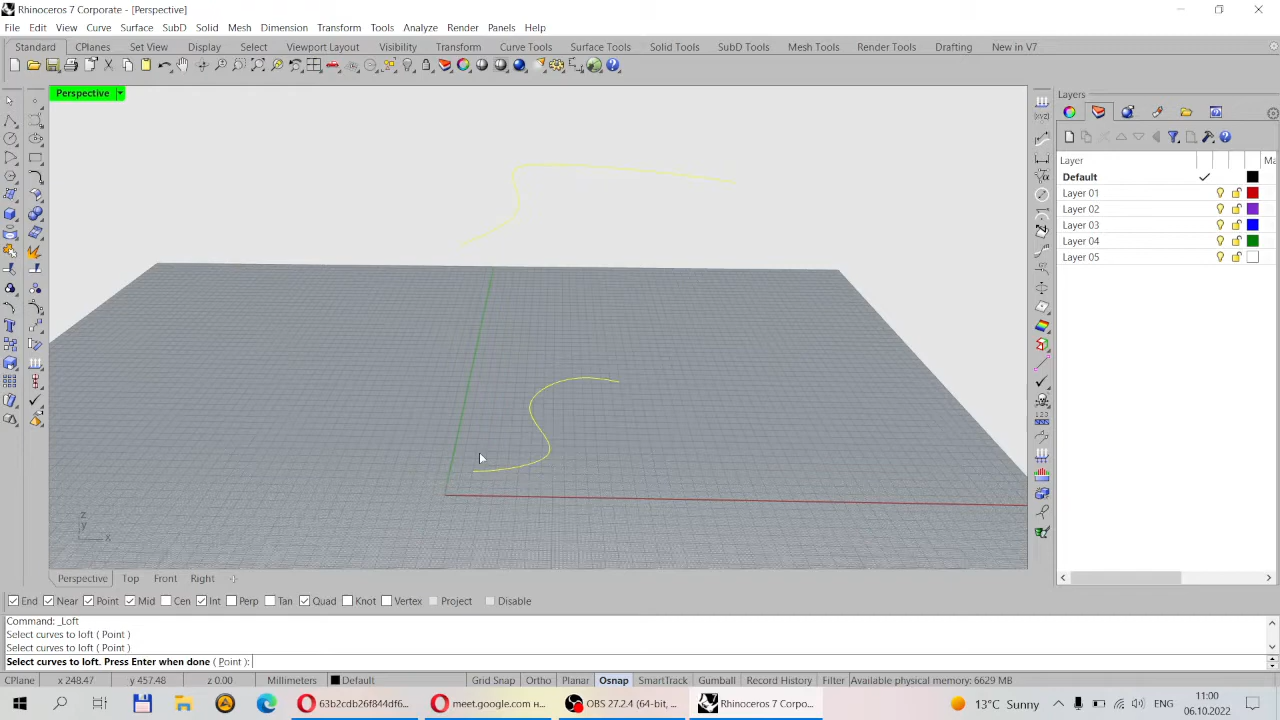 Rhinoceros 7 Corporate - [Perspective]
File Edit View Curve Surface SubD Solid Mesh Dimension Transform Tools Analyze Render Panels Help
Standard CPlanes Set View Display Select Viewport Layout Visibility Transform Curve Tools Surface Tools Solid Tools SubD Tools Mesh Tools Render Tools Drafting New in V7
Perspective
Layers
Layer Ma
Default
Layer 01
Layer 02
Layer 03
Layer 04
Layer 05
z
y
x
Perspective Top Front Right
End Near Point Mid Cen Int Perp Tan Quad Knot Vertex Project Disable
Command: _Loft
Select curves to loft ( Point )
Select curves to loft ( Point )
Select curves to loft. Press Enter when done ( Point ):
CPlane x 248.47 y 457.48 z 0.00 Millimeters Default Grid Snap Ortho Planar Osnap SmartTrack Gumball Record History Filter Available physical memory: 6629 MB
63b2cdb26f844df6... meet.google.com н... OBS 27.2.4 (64-bit, ... Rhinoceros 7 Corpo... 13°C Sunny ENG 11:00
06.10.2022